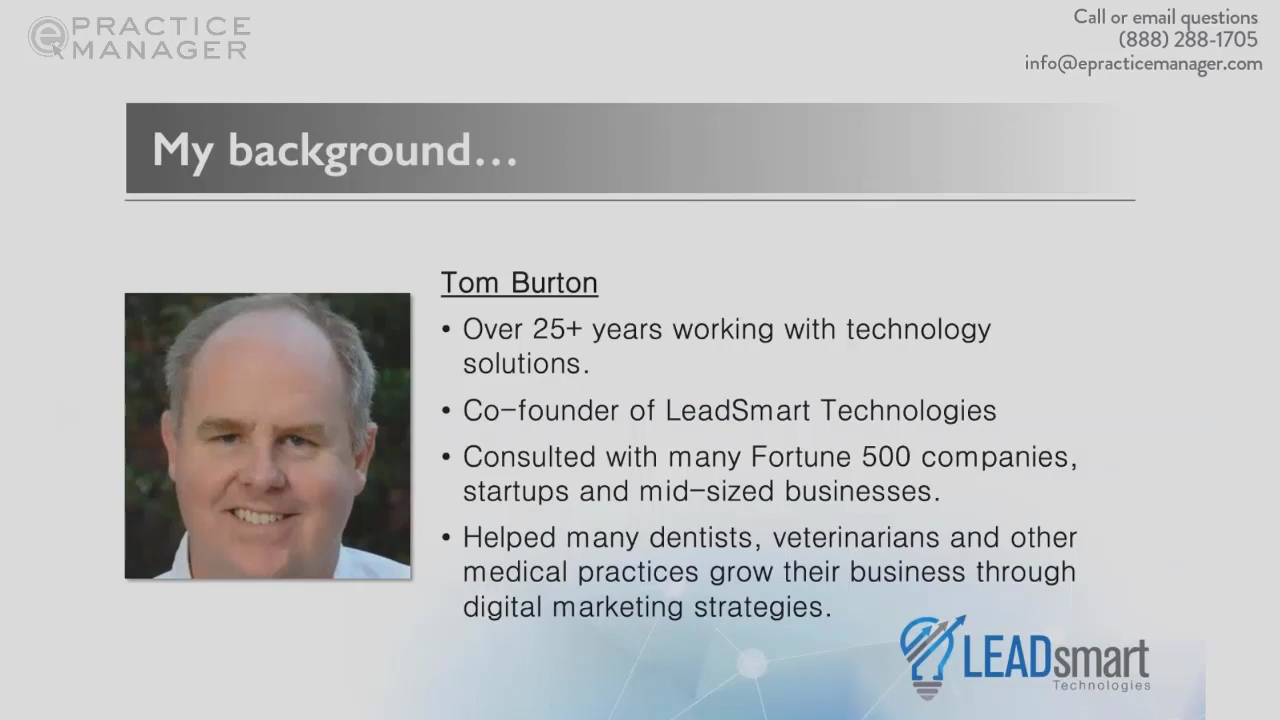 ePRACTICE
MANAGER
Call or email questions
(888) 288-1705
info@epracticemanager.com
My background...
Tom Burton
• Over 25+ years working with technology
solutions.
• Co-founder of LeadSmart Technologies
• Consulted with many Fortune 500 companies,
startups and mid-sized businesses.
• Helped many dentists, veterinarians and other
medical practices grow their business through
digital marketing strategies.
LEADsmart
Technologies